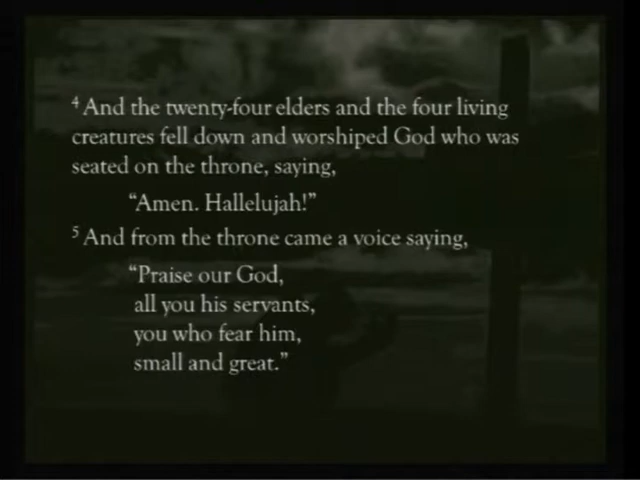 4 And the twenty-four elders and the four living
creatures fell down and worshiped God who was
seated on the throne, saying,
“Amen. Hallelujah!”
5 And from the throne came a voice saying,
“Praise our God,
all you his servants,
you who fear him,
small and great.”